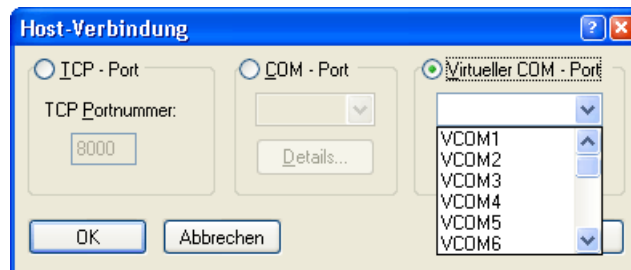 Host-Verbindung
TCP - Port
COM - Port
Virtueller COM - Port
TCP Portnummer:
8000
Details...
VCOM1
VCOM2
VCOM3
VCOM4
VCOM5
VCOM6
OK
Abbrechen